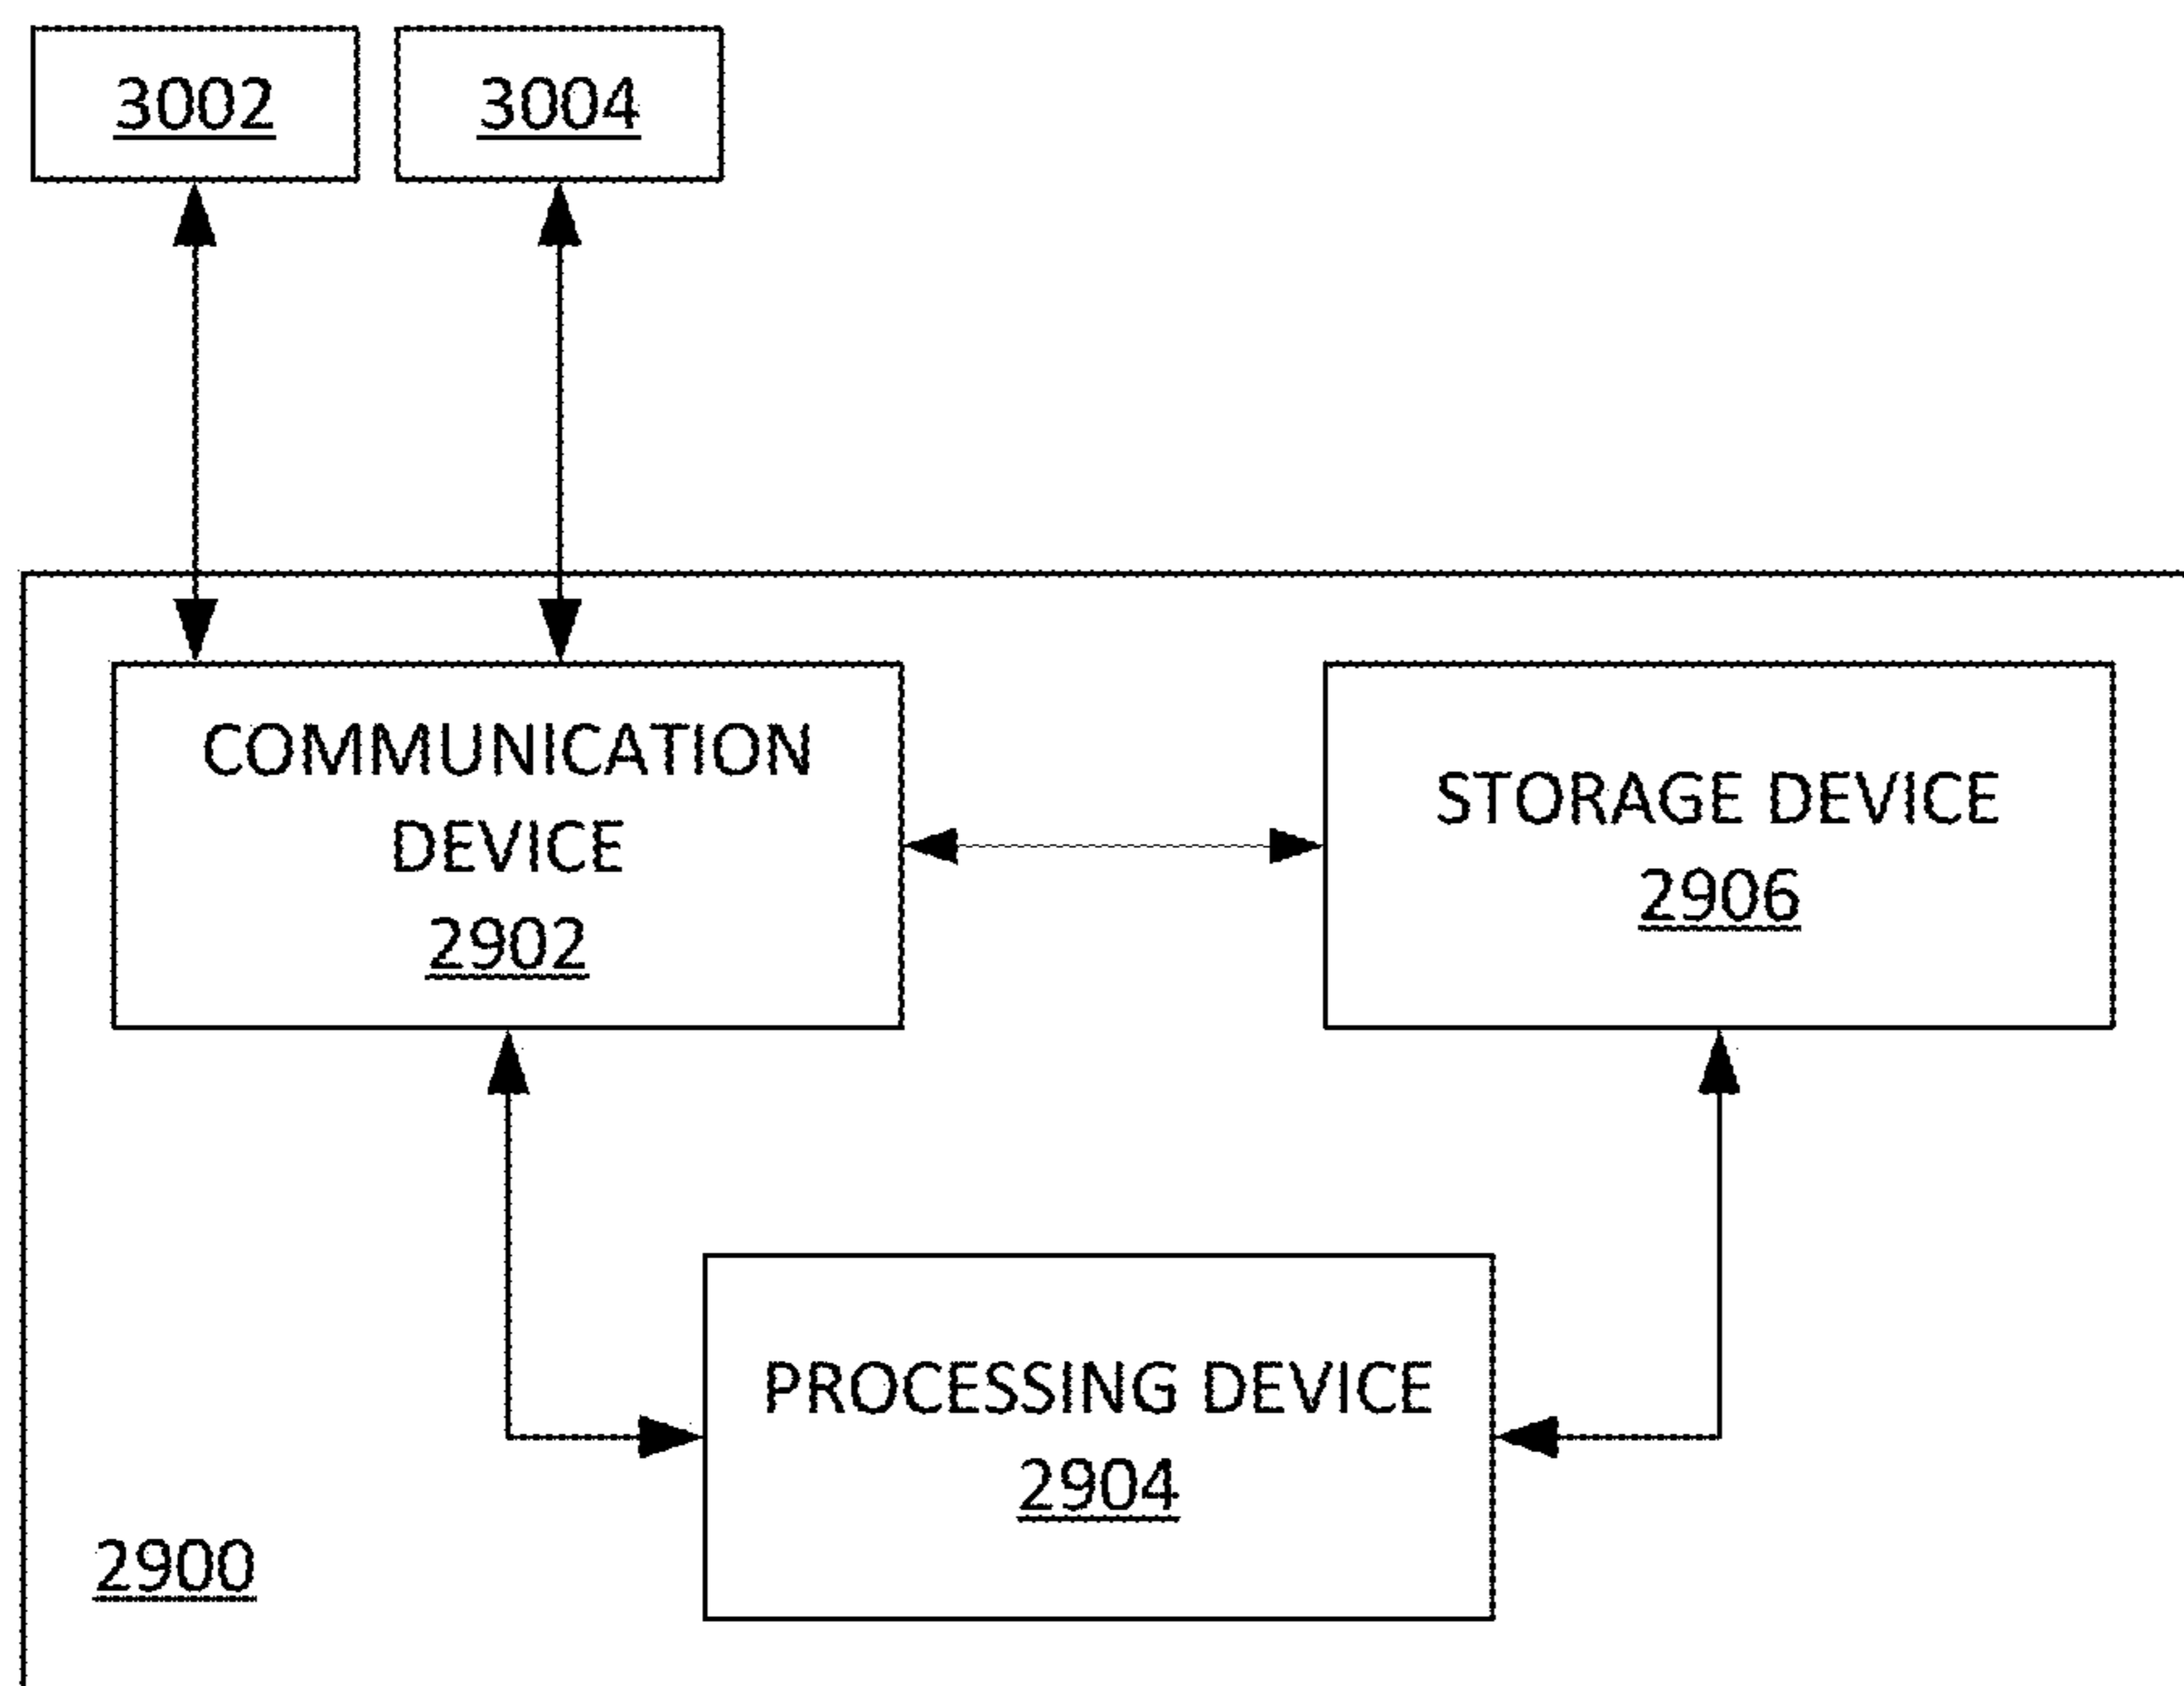 3002
3004
COMMUNICATION
DEVICE
2902
STORAGE DEVICE
2906
PROCESSING DEVICE
2904
2900